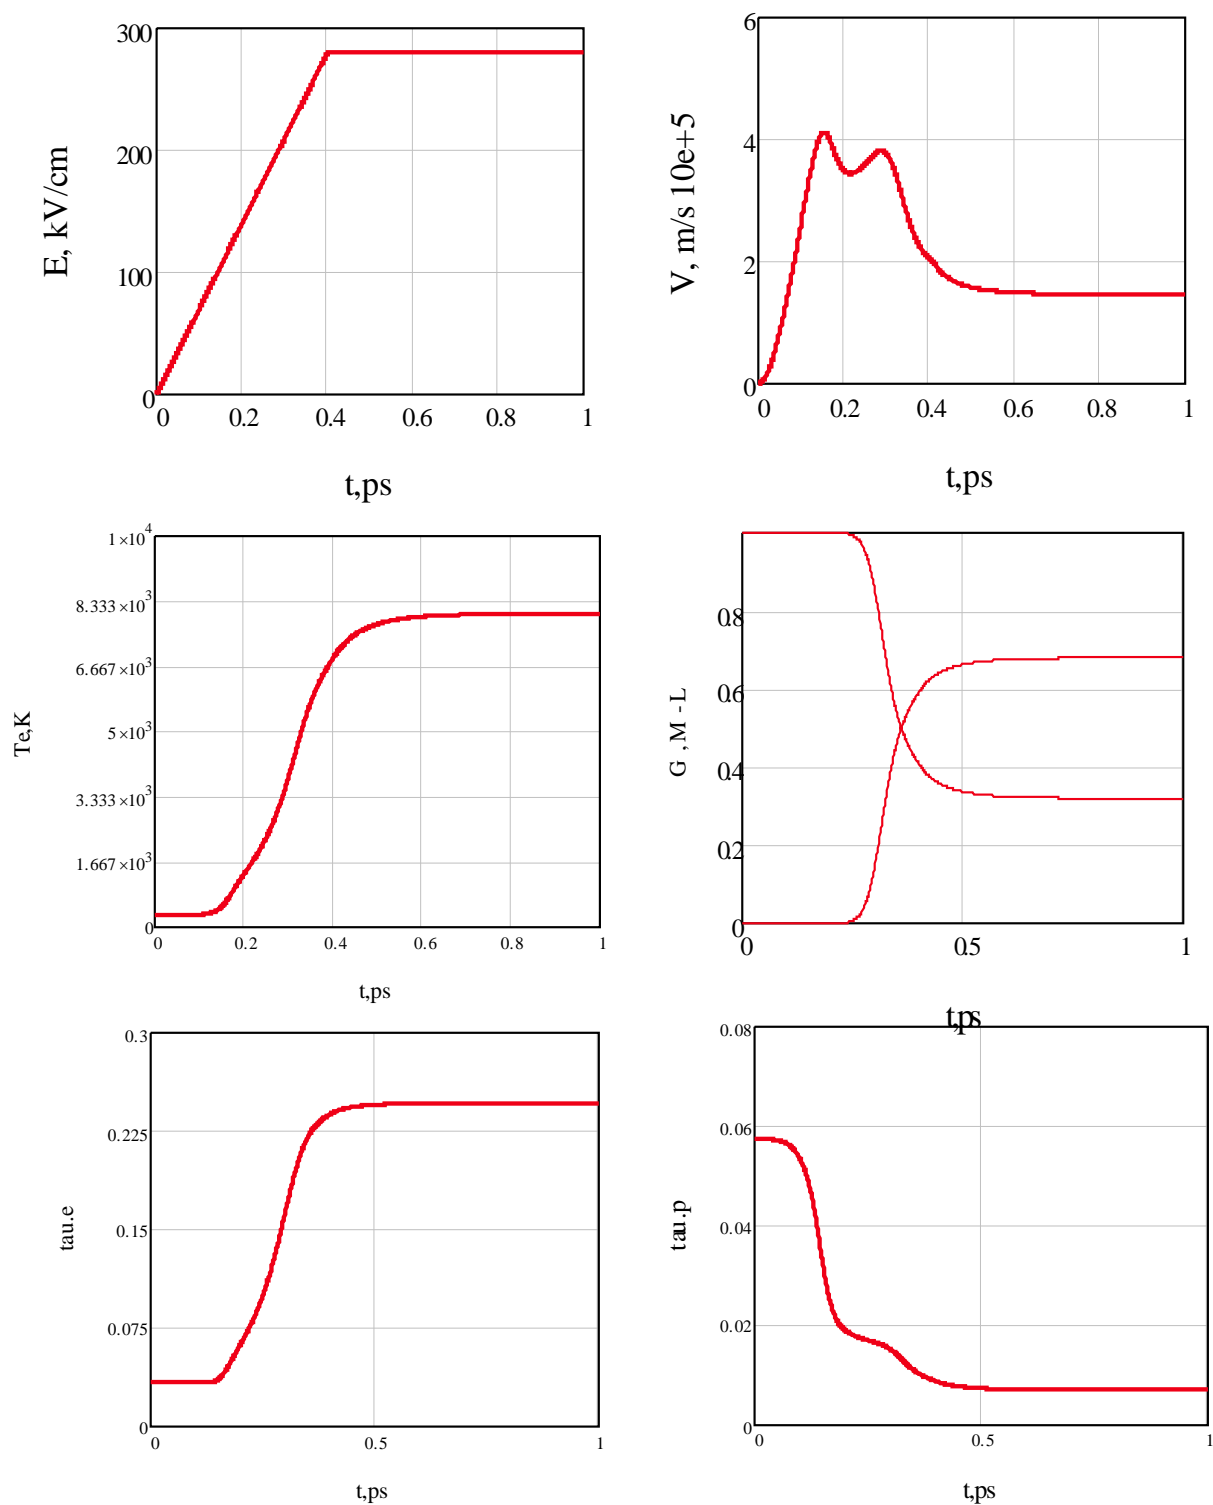 300
200
100
0
E, kV/cm
0 0.2 0.4 0.6 0.8 1
t,ps
6
4
2
0
V, m/s 10e+5
0 0.2 0.4 0.6 0.8 1
t,ps
1×10^4
8.333×10^3
6.667×10^3
5×10^3
3.333×10^3
1.667×10^3
0
Te,K
0 0.2 0.4 0.6 0.8 1
t,ps
0.8
0.6
0.4
0.2
0
G , M - L
0 0.5 1
t,ps
0.3
0.225
0.15
0.075
0
tau.e
0 0.5 1
t,ps
0.08
0.06
0.04
0.02
0
tau.p
0 0.5 1
t,ps